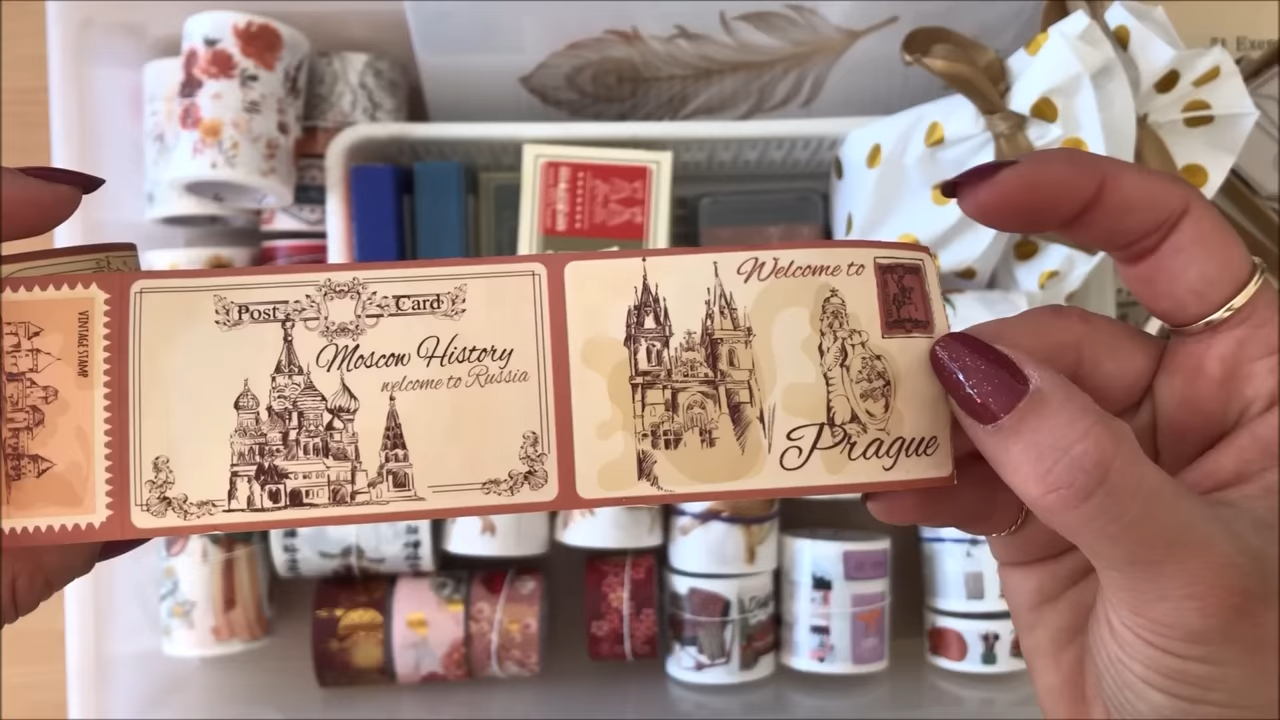 VINTAGE STAMP
Post Card
Moscow History
welcome to Russia
Welcome to
Prague